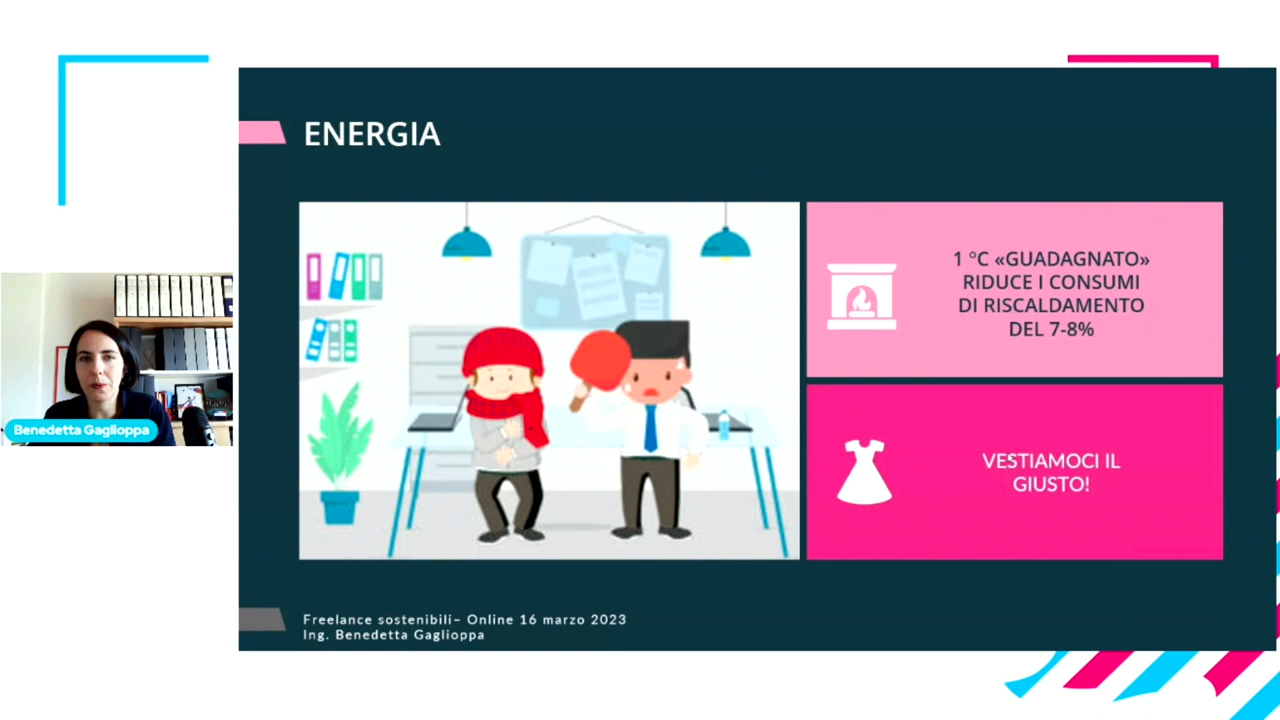 ENERGIA
1 °C «GUADAGNATO»
RIDUCE I CONSUMI
DI RISCALDAMENTO
DEL 7-8%
VESTIAMOCI IL
GIUSTO!
Benedetta Gaglioppa
Freelance sostenibili– Online 16 marzo 2023
Ing. Benedetta Gaglioppa